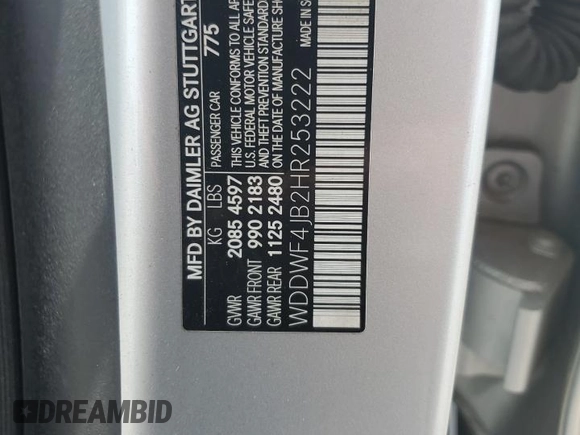 MFD BY DAIMLER AG STUTTGART
KG LBS
GVWR 2085 4597
GAWR FRONT 990 2183
GAWR REAR 1125 2480
PASSENGER CAR 775
THIS VEHICLE CONFORMS TO ALL
U.S. FEDERAL MOTOR VEHICLE SAFE
AND THEFT PREVENTION STANDARD
ON THE DATE OF MANUFACTURE SH
MADE IN
WDDWF4JB2HR253222
DREAMBID